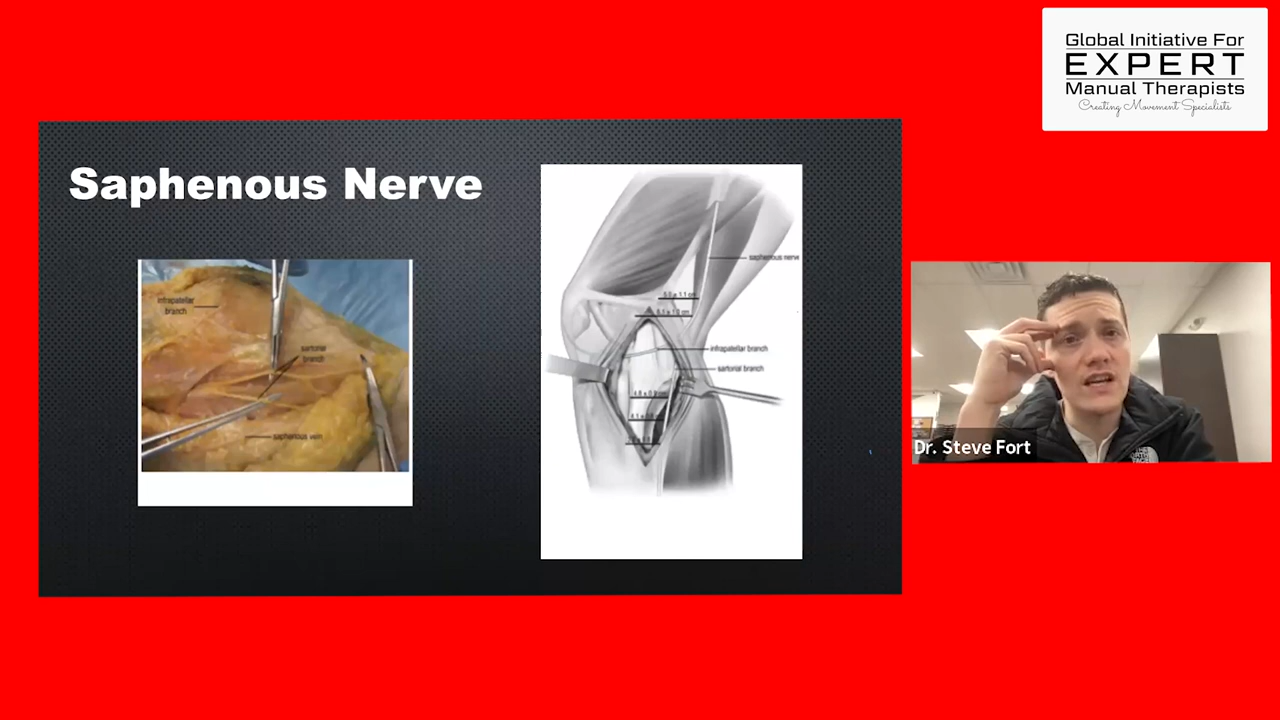 Global Initiative For
EXPERT
Manual Therapists
Creating Movement Specialists
Saphenous Nerve
infrapatellar
branch
sartorial
branch
saphenous vein
saphenous nerve
infrapatellar branch
sartorial branch
Dr. Steve Fort